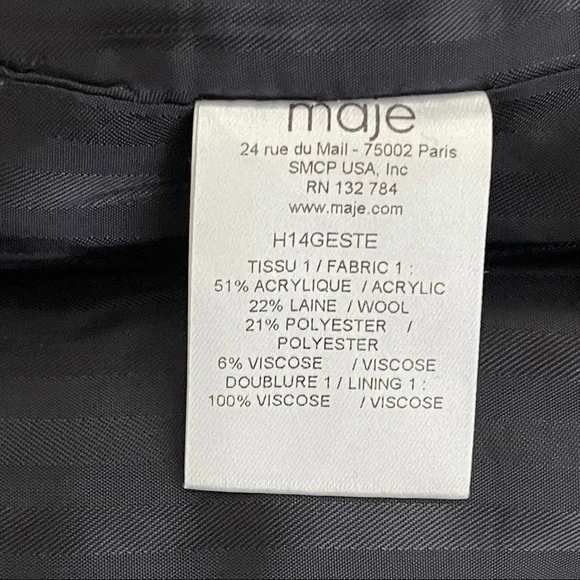 maje
24 rue du Mail - 75002 Paris
SMCP USA, Inc
RN 132 784
www.maje.com
H14GESTE
TISSU 1 / FABRIC 1 :
51% ACRYLIQUE / ACRYLIC
22% LAINE / WOOL
21% POLYESTER /
POLYESTER
6% VISCOSE / VISCOSE
DOUBLURE 1 / LINING 1 :
100% VISCOSE / VISCOSE